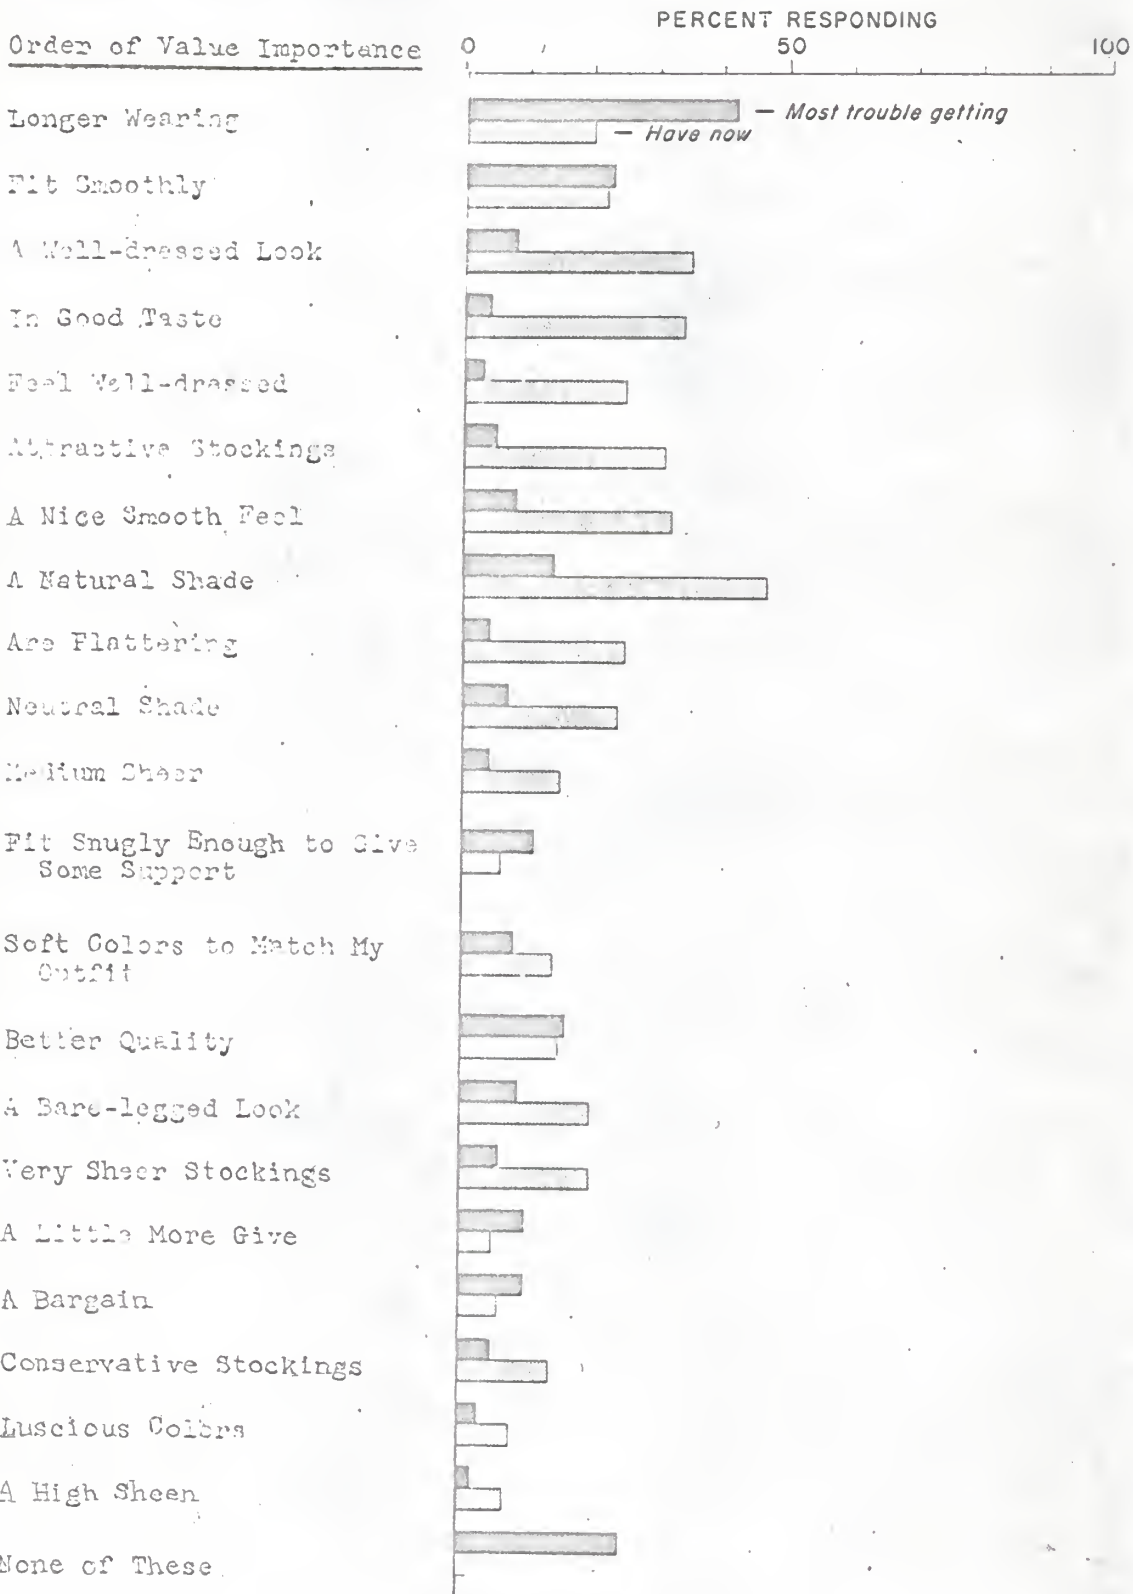 PERCENT RESPONDING
Order of Value Importance
0 50 100
Longer Wearing
— Most trouble getting
— Have now
Fit Smoothly
A Well-dressed Look
In Good Taste
Feel Well-dressed
Attractive Stockings
A Nice Smooth Feel
A Natural Shade
Are Flattering
Neutral Shade
Medium Sheer
Fit Snugly Enough to Give
Some Support
Soft Colors to Match My
Outfit
Better Quality
A Bare-legged Look
Very Sheer Stockings
A Little More Give
A Bargain
Conservative Stockings
Luscious Colors
A High Sheen
None of These